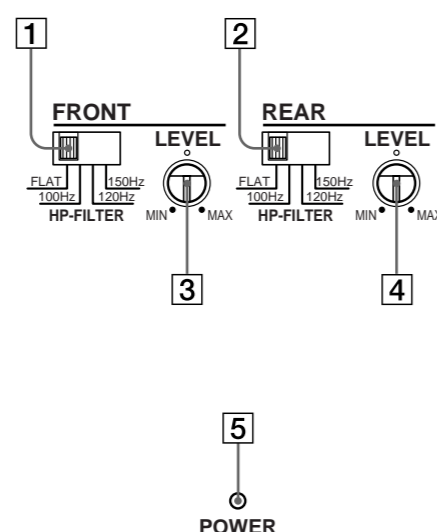 1 2
FRONT REAR
LEVEL LEVEL
FLAT 150Hz FLAT 150Hz
100Hz 120Hz 100Hz 120Hz
HP-FILTER MIN MAX HP-FILTER MIN MAX
3 4
5
POWER